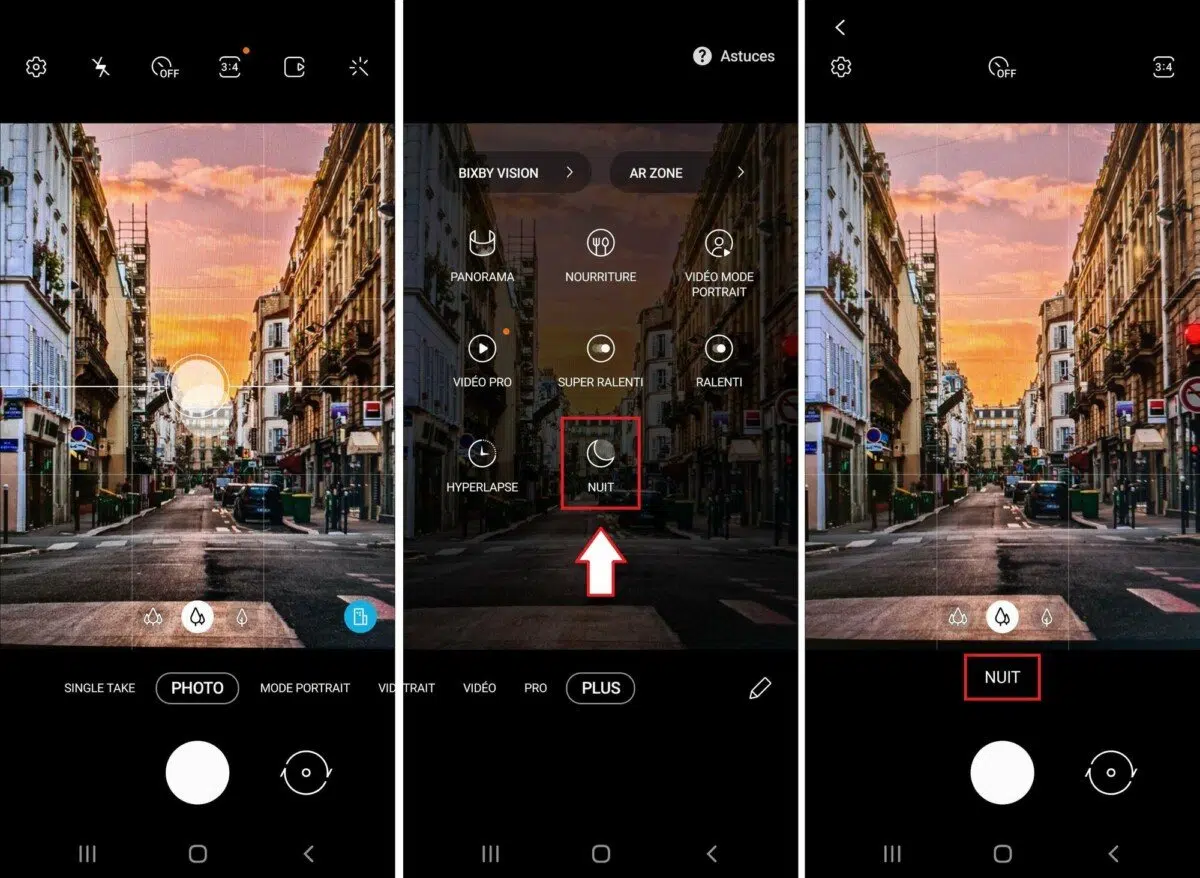 OFF
3:4
SINGLE TAKE
PHOTO
MODE PORTRAIT
VID
? Astuces
BIXBY VISION
AR ZONE
PANORAMA
NOURRITURE
VIDÉO MODE
PORTRAIT
VIDÉO PRO
SUPER RALENTI
RALENTI
HYPERLAPSE
NUIT
TRAIT
VIDÉO
PRO
PLUS
OFF
3:4
NUIT